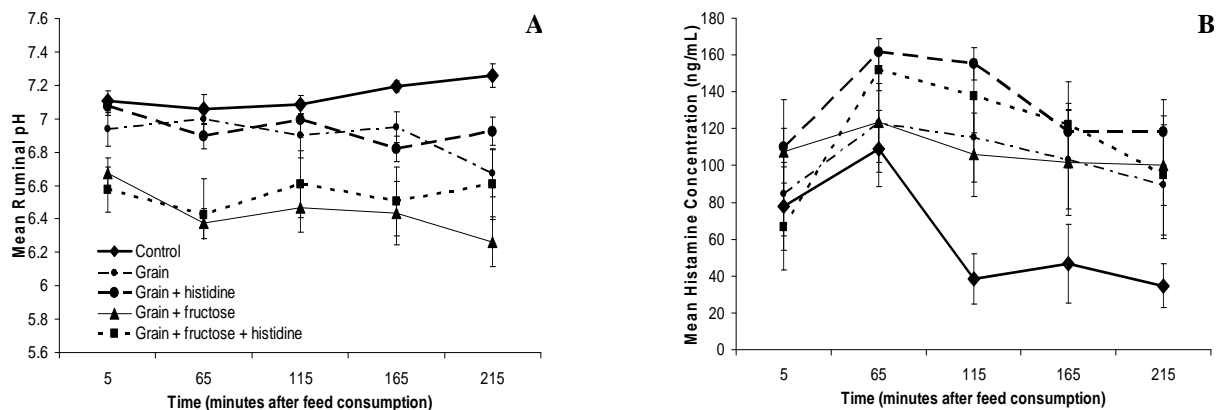 A
7.6
7.4
7.2
7
6.8
6.6
6.4
6.2
6
5.8
5.6
Mean Ruminal pH
Control
Grain
Grain + histidine
Grain + fructose
Grain + fructose + histidine
5 65 115 165 215
Time (minutes after feed consumption)
B
180
160
140
120
100
80
60
40
20
0
Mean Histamine Concentration (ng/mL)
5 65 115 165 215
Time (minutes after feed consumption)